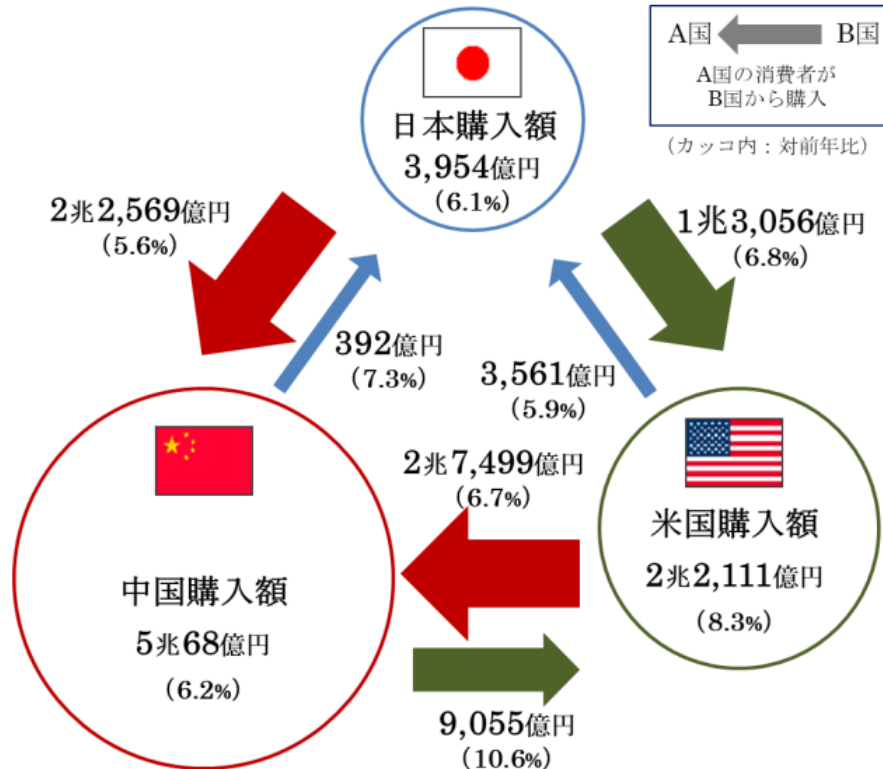 A国 B国
A国の消費者が
B国から購入
(カッコ内：対前年比)
日本購入額
3,954億円
(6.1%)
2兆2,569億円
(5.6%)
1兆3,056億円
(6.8%)
392億円
(7.3%)
3,561億円
(5.9%)
2兆7,499億円
(6.7%)
中国購入額
5兆68億円
(6.2%)
米国購入額
2兆2,111億円
(8.3%)
9,055億円
(10.6%)